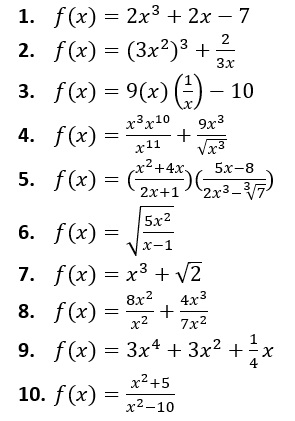 1. f(x) = 2x³ + 2x − 7
2. f(x) = (3x²)³ + 2/3x
3. f(x) = 9(x)(1/x) − 10
4. f(x) = x³x¹⁰/x¹¹ + 9x³/√x³
5. f(x) = (x²+4x/2x+1)(5x−8/2x³−∛7)
6. f(x) = √5x²/x−1
7. f(x) = x³ + √2
8. f(x) = 8x²/x² + 4x³/7x²
9. f(x) = 3x⁴ + 3x² + 1/4 x
10. f(x) = x²+5/x²−10